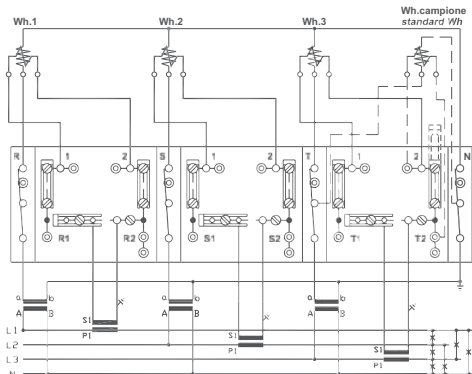 Wh.1 Wh.2 Wh.3 Wh.campione
standard Wh
R 1 2 S 1 2 T 1 2 N
R1 R2 S1 S2 T1 T2
a b a b a b
A B A B A B
S1
L1 P1
S1
L2 P1
S1
L3 P1
N